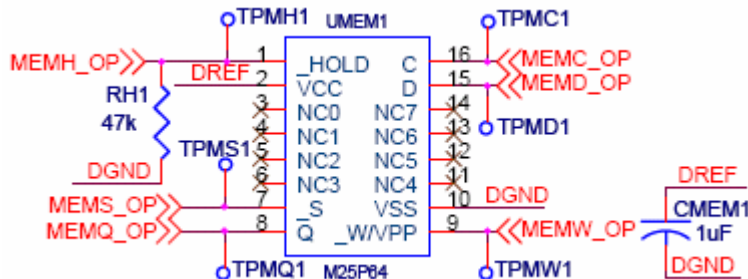 TPMH1 UMEM1 TPMC1
MEMH_OP 1 _HOLD C 16 MEMC_OP
DREF 2 VCC D 15 MEMD_OP
RH1 3 NC0 NC7 14
47k 4 NC1 NC6 13 TPMD1
TPMS1 5 NC2 NC5 12
DGND 6 NC3 NC4 11 DREF
MEMS_OP 7 _S VSS 10 DGND CMEM1
MEMQ_OP 8 Q _W/VPP 9 MEMW_OP 1uF
TPMQ1 M25P64 TPMW1 DGND